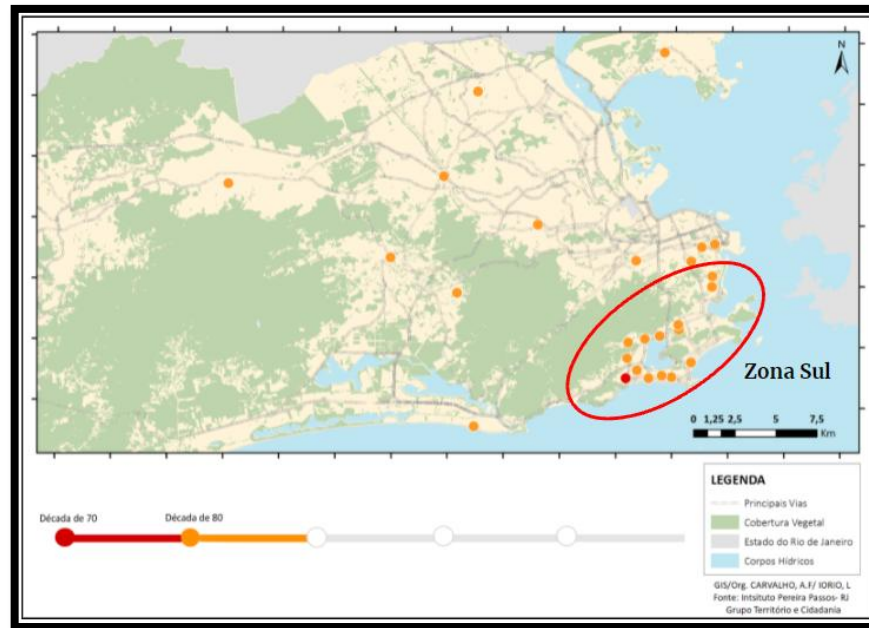 N
Zona Sul
0 1,25 2,5 5 7,5
Km
Década de 70
Década de 80
LEGENDA
Principais Vias
Cobertura Vegetal
Estado do Rio de Janeiro
Corpos Hídricos
GIS/Org. CARVALHO, A.F/ IORIO, L
Fonte: Intsituto Pereira Passos- RJ
Grupo Território e Cidadania